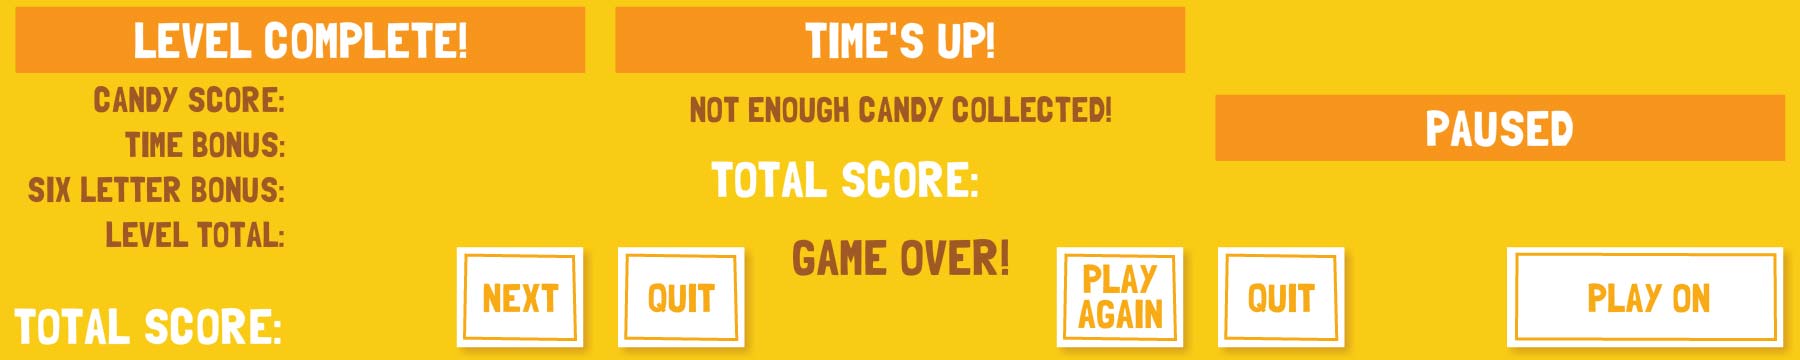 LEVEL COMPLETE!
CANDY SCORE:
TIME BONUS:
SIX LETTER BONUS:
LEVEL TOTAL:
TOTAL SCORE:
NEXT
TIME'S UP!
NOT ENOUGH CANDY COLLECTED!
TOTAL SCORE:
GAME OVER!
QUIT
PLAY
AGAIN
PAUSED
QUIT
PLAY ON